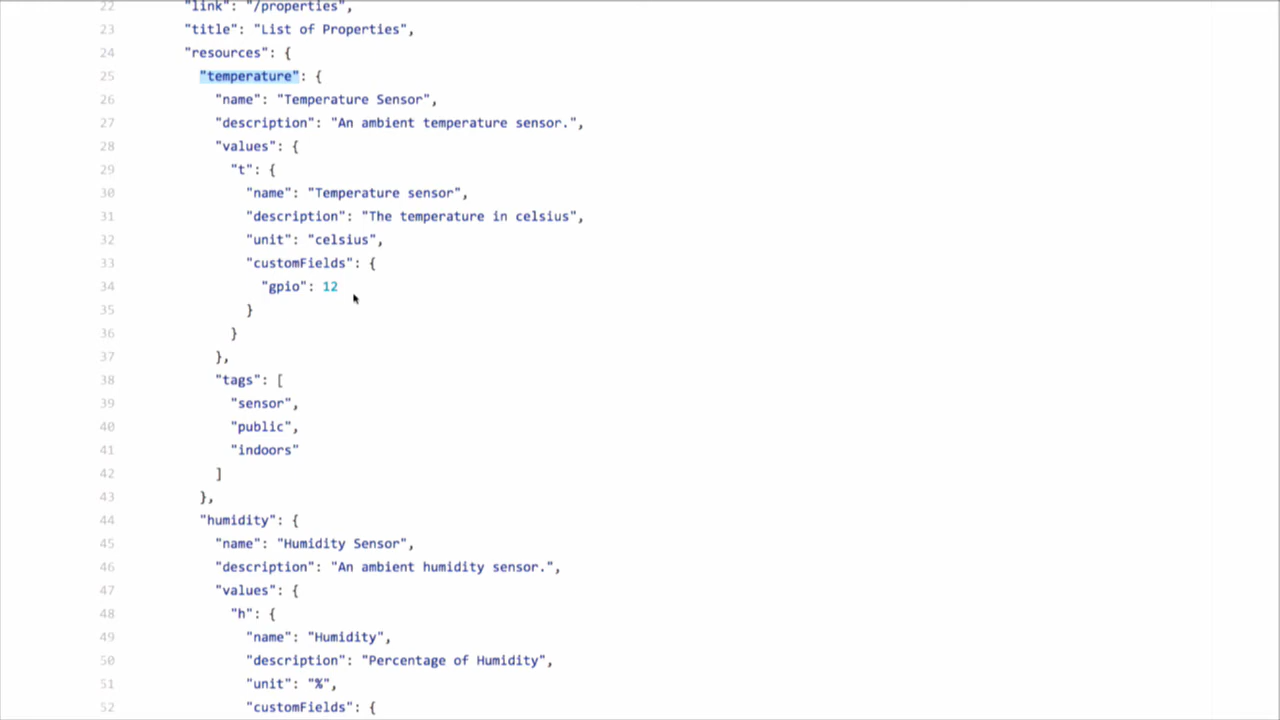 22 "link": "/properties",
23 "title": "List of Properties",
24 "resources": {
25 "temperature": {
26 "name": "Temperature Sensor",
27 "description": "An ambient temperature sensor.",
28 "values": {
29 "t": {
30 "name": "Temperature sensor",
31 "description": "The temperature in celsius",
32 "unit": "celsius",
33 "customFields": {
34 "gpio": 12
35 }
36 }
37 },
38 "tags": [
39 "sensor",
40 "public",
41 "indoors"
42 ]
43 },
44 "humidity": {
45 "name": "Humidity Sensor",
46 "description": "An ambient humidity sensor.",
47 "values": {
48 "h": {
49 "name": "Humidity",
50 "description": "Percentage of Humidity",
51 "unit": "%",
52 "customFields": {